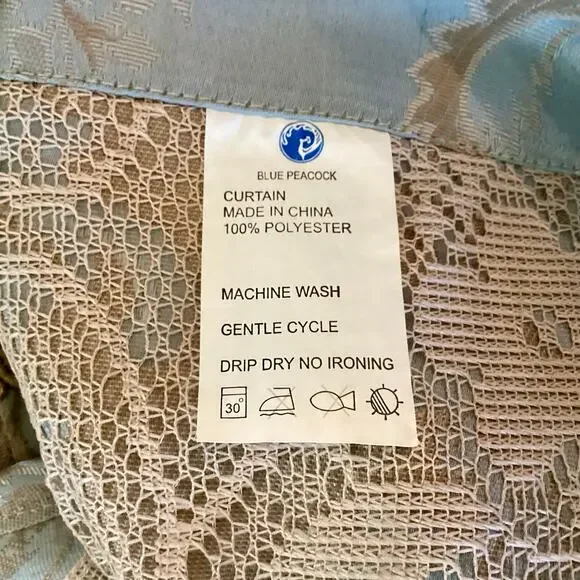 BLUE PEACOCK
CURTAIN
MADE IN CHINA
100% POLYESTER
MACHINE WASH
GENTLE CYCLE
DRIP DRY NO IRONING
30°